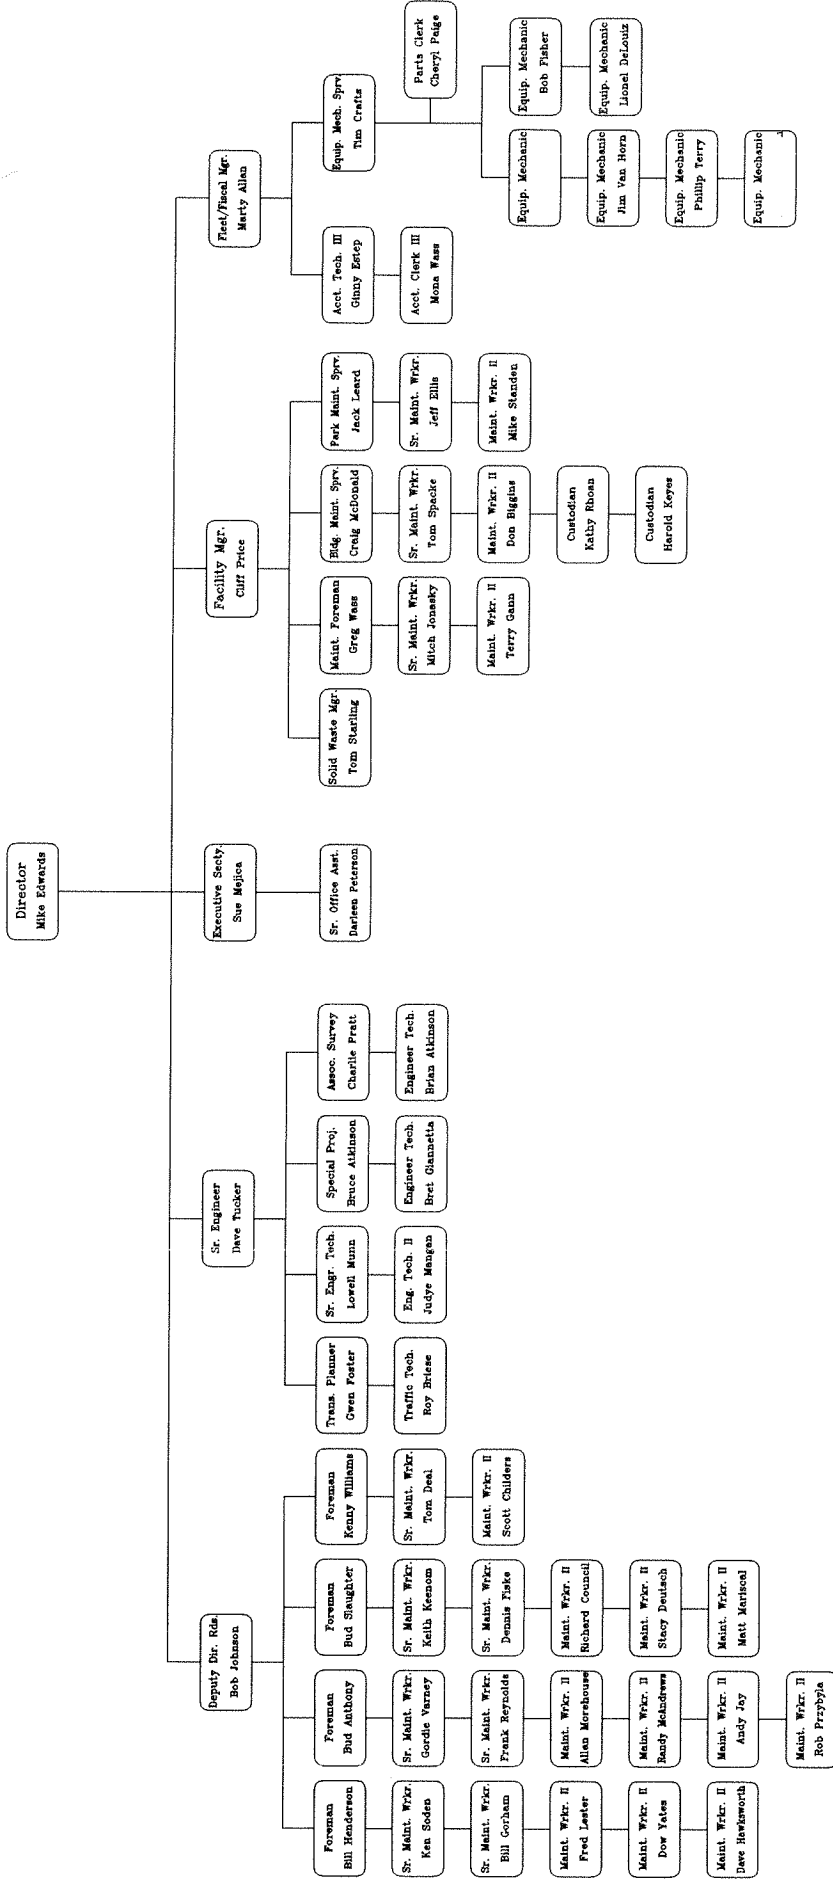 Director
Mike Edwards
Deputy Dir. Rds.
Bob Johnson
Sr. Engineer
Dave Tucker
Executive Secty.
Sue Mejica
Facility Mgr.
Cliff Price
Fleet/Fiscal Mgr.
Marty Allan
Foreman
Bill Henderson
Sr. Maint. Wrkr.
Ken Soden
Sr. Maint. Wrkr.
Bill Gorham
Maint. Wrkr. II
Fred Lester
Maint. Wrkr. II
Dow Yates
Maint. Wrkr. II
Dave Hawksworth
Foreman
Bud Anthony
Sr. Maint. Wrkr.
Gordie Varney
Sr. Maint. Wrkr.
Frank Reynolds
Maint. Wrkr. II
Allan Morehouse
Maint. Wrkr. II
Randy McAndrews
Maint. Wrkr. II
Andy Jay
Maint. Wrkr. II
Rob Przybyla
Foreman
Bud Slaughter
Sr. Maint. Wrkr.
Keith Keenom
Sr. Maint. Wrkr.
Dennis Fiske
Maint. Wrkr. II
Richard Council
Maint. Wrkr. II
Stacy Deutsch
Maint. Wrkr. II
Matt Mariscal
Foreman
Kenny Williams
Sr. Maint. Wrkr.
Tom Deal
Maint. Wrkr. II
Scott Childers
Trans. Planner
Gwen Foster
Traffic Tech.
Roy Briese
Sr. Engr. Tech.
Lowell Munn
Eng. Tech. II
Judye Mangan
Special Proj.
Bruce Atkinson
Engineer Tech.
Bret Giannetta
Assoc. Survey
Charlie Pratt
Engineer Tech.
Brian Atkinson
Sr. Office Asst.
Darleen Peterson
Solid Waste Mgr.
Tom Starling
Maint. Foreman
Greg Wass
Sr. Maint. Wrkr.
Mitch Jonasky
Maint. Wrkr. II
Terry Gann
Bldg. Maint. Sprv.
Craig McDonald
Sr. Maint. Wrkr.
Tom Spacke
Maint. Wrkr. II
Don Biggins
Custodian
Kathy Rhoan
Custodian
Harold Keyes
Park Maint. Sprv.
Jack Leard
Sr. Maint. Wrkr.
Jeff Ellis
Maint. Wrkr. II
Mike Standen
Acct. Tech. III
Ginny Estep
Acct. Clerk III
Mona Wass
Equip. Mech. Sprv.
Tim Crafts
Parts Clerk
Cheryl Paige
Equip. Mechanic
Equip. Mechanic
Jim Van Horn
Equip. Mechanic
Phillip Terry
Equip. Mechanic
Equip. Mechanic
Bob Fisher
Equip. Mechanic
Lionel DeLouiz